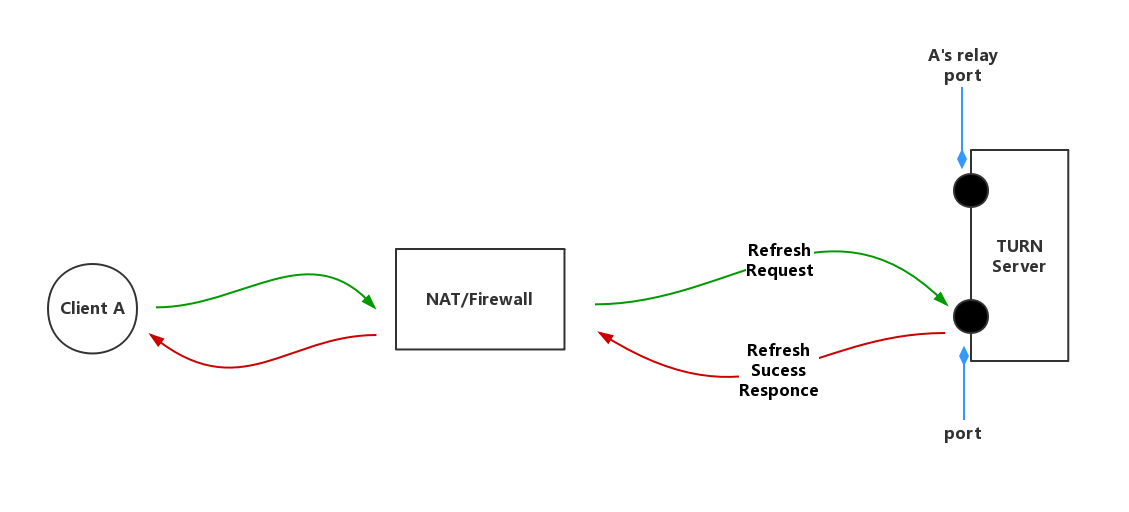 A's relay
port
TURN
Server
Refresh
Request
Client A
NAT/Firewall
Refresh
Sucess
Responce
port